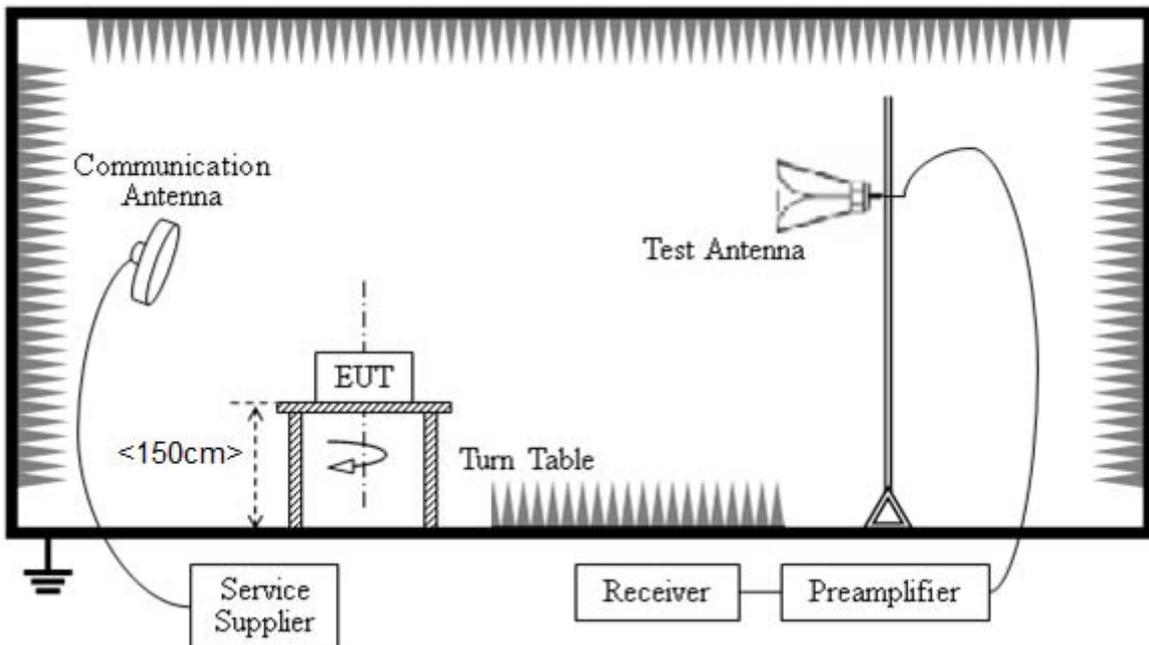 Communication
Antenna
Test Antenna
EUT
<150cm>
Turn Table
Service
Supplier
Receiver
Preamplifier